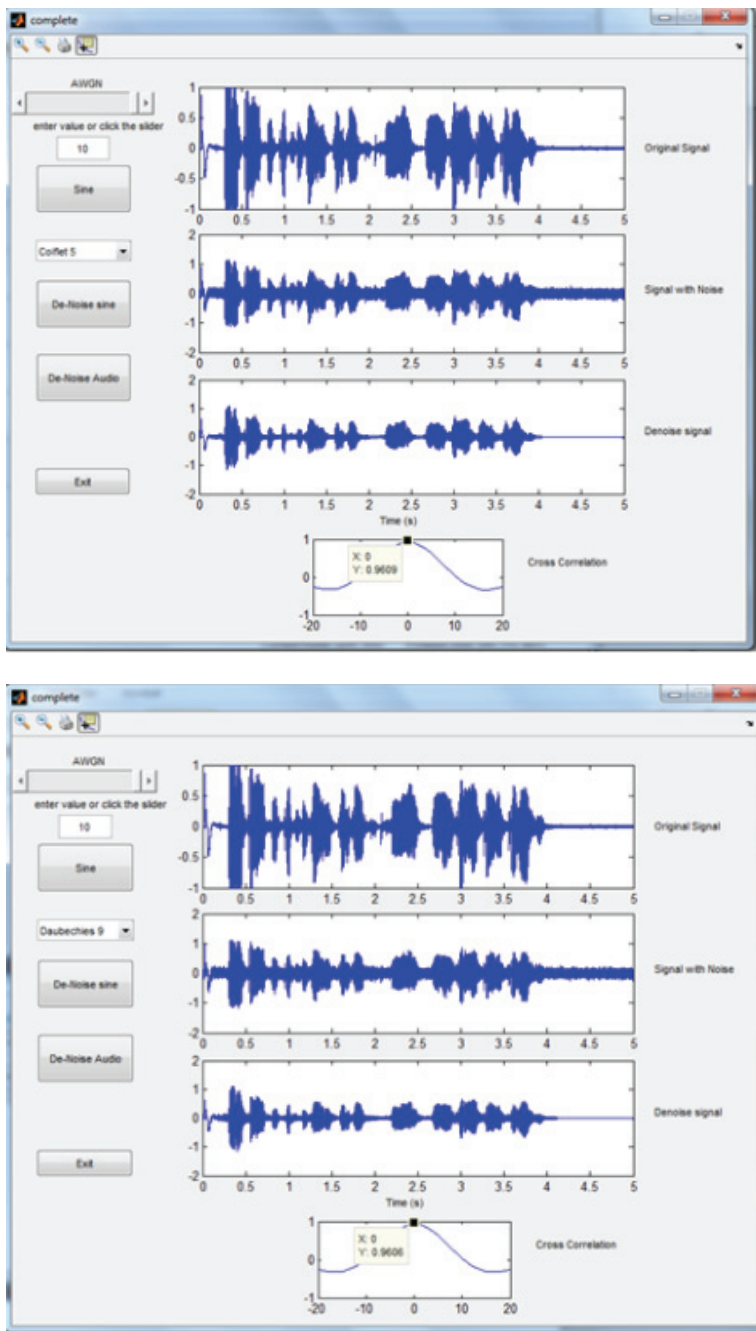 complete
AWGN
enter value or click the slider
10
Sine
Coiflet 5
De-Noise sine
De-Noise Audio
Exit
1
0.5
0
-0.5
-1
0 0.5 1 1.5 2 2.5 3 3.5 4 4.5 5
Original Signal
2
1
0
-1
-2
0 0.5 1 1.5 2 2.5 3 3.5 4 4.5 5
Signal with Noise
2
1
0
-1
-2
0 0.5 1 1.5 2 2.5 3 3.5 4 4.5 5
Time (s)
Denoise signal
1
0
-1
-20 -10 0 10 20
X: 0
Y: 0.9609
Cross Correlation
complete
AWGN
enter value or click the slider
10
Sine
Daubechies 9
De-Noise sine
De-Noise Audio
Exit
1
0.5
0
-0.5
-1
0 0.5 1 1.5 2 2.5 3 3.5 4 4.5 5
Original Signal
2
1
0
-1
-2
0 0.5 1 1.5 2 2.5 3 3.5 4 4.5 5
Signal with Noise
2
1
0
-1
-2
0 0.5 1 1.5 2 2.5 3 3.5 4 4.5 5
Time (s)
Denoise signal
1
0
-1
-20 -10 0 10 20
X: 0
Y: 0.9606
Cross Correlation